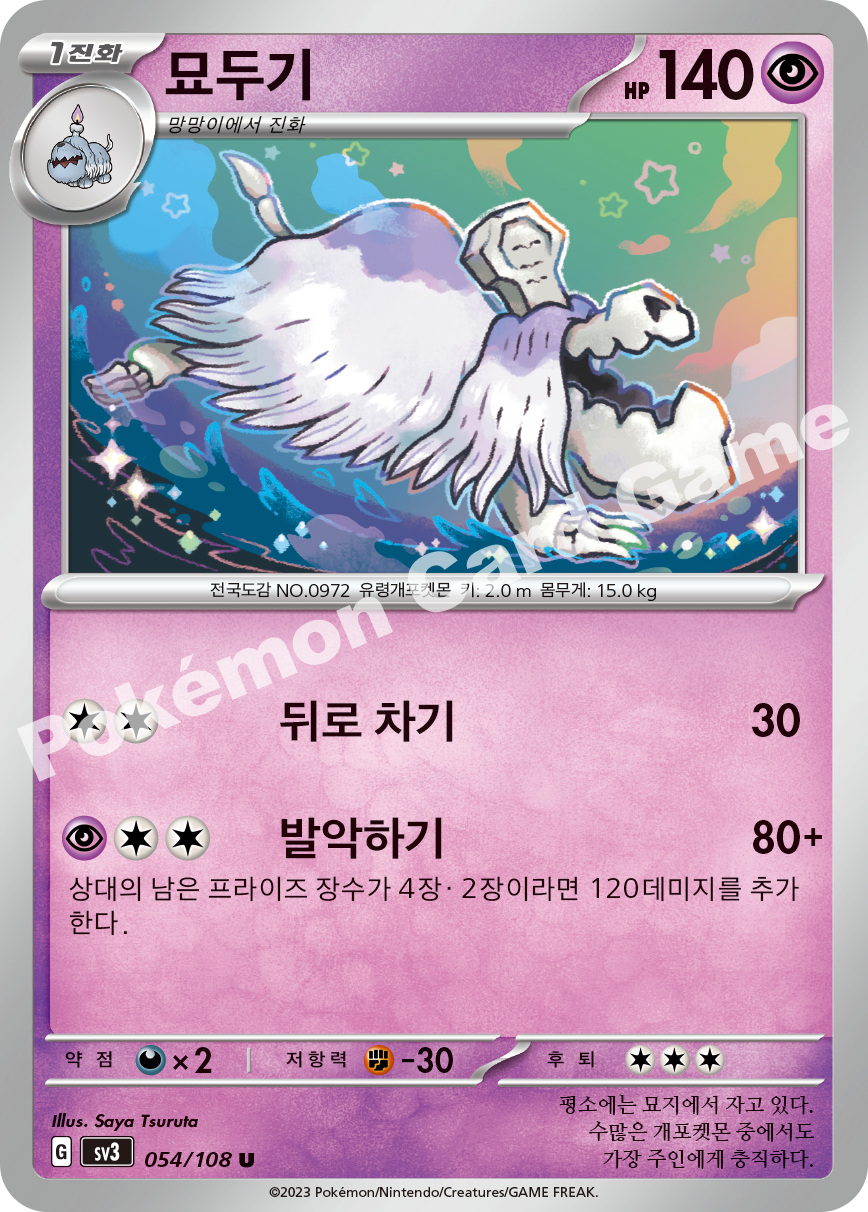 1진화
묘두기
HP 140
망망이에서 진화
전국도감 NO.0972 유령개포켓몬 키: 2.0 m 몸무게: 15.0 kg
Pokémon Card Game
뒤로 차기 30
발악하기 80+
상대의 남은 프라이즈 장수가 4장· 2장이라면 120데미지를 추가
한다.
약점 ×2 저항력 -30 후퇴
Illus. Saya Tsuruta
평소에는 묘지에서 자고 있다.
수많은 개포켓몬 중에서도
가장 주인에게 충직하다.
G sv3 054/108 U
©2023 Pokémon/Nintendo/Creatures/GAME FREAK.